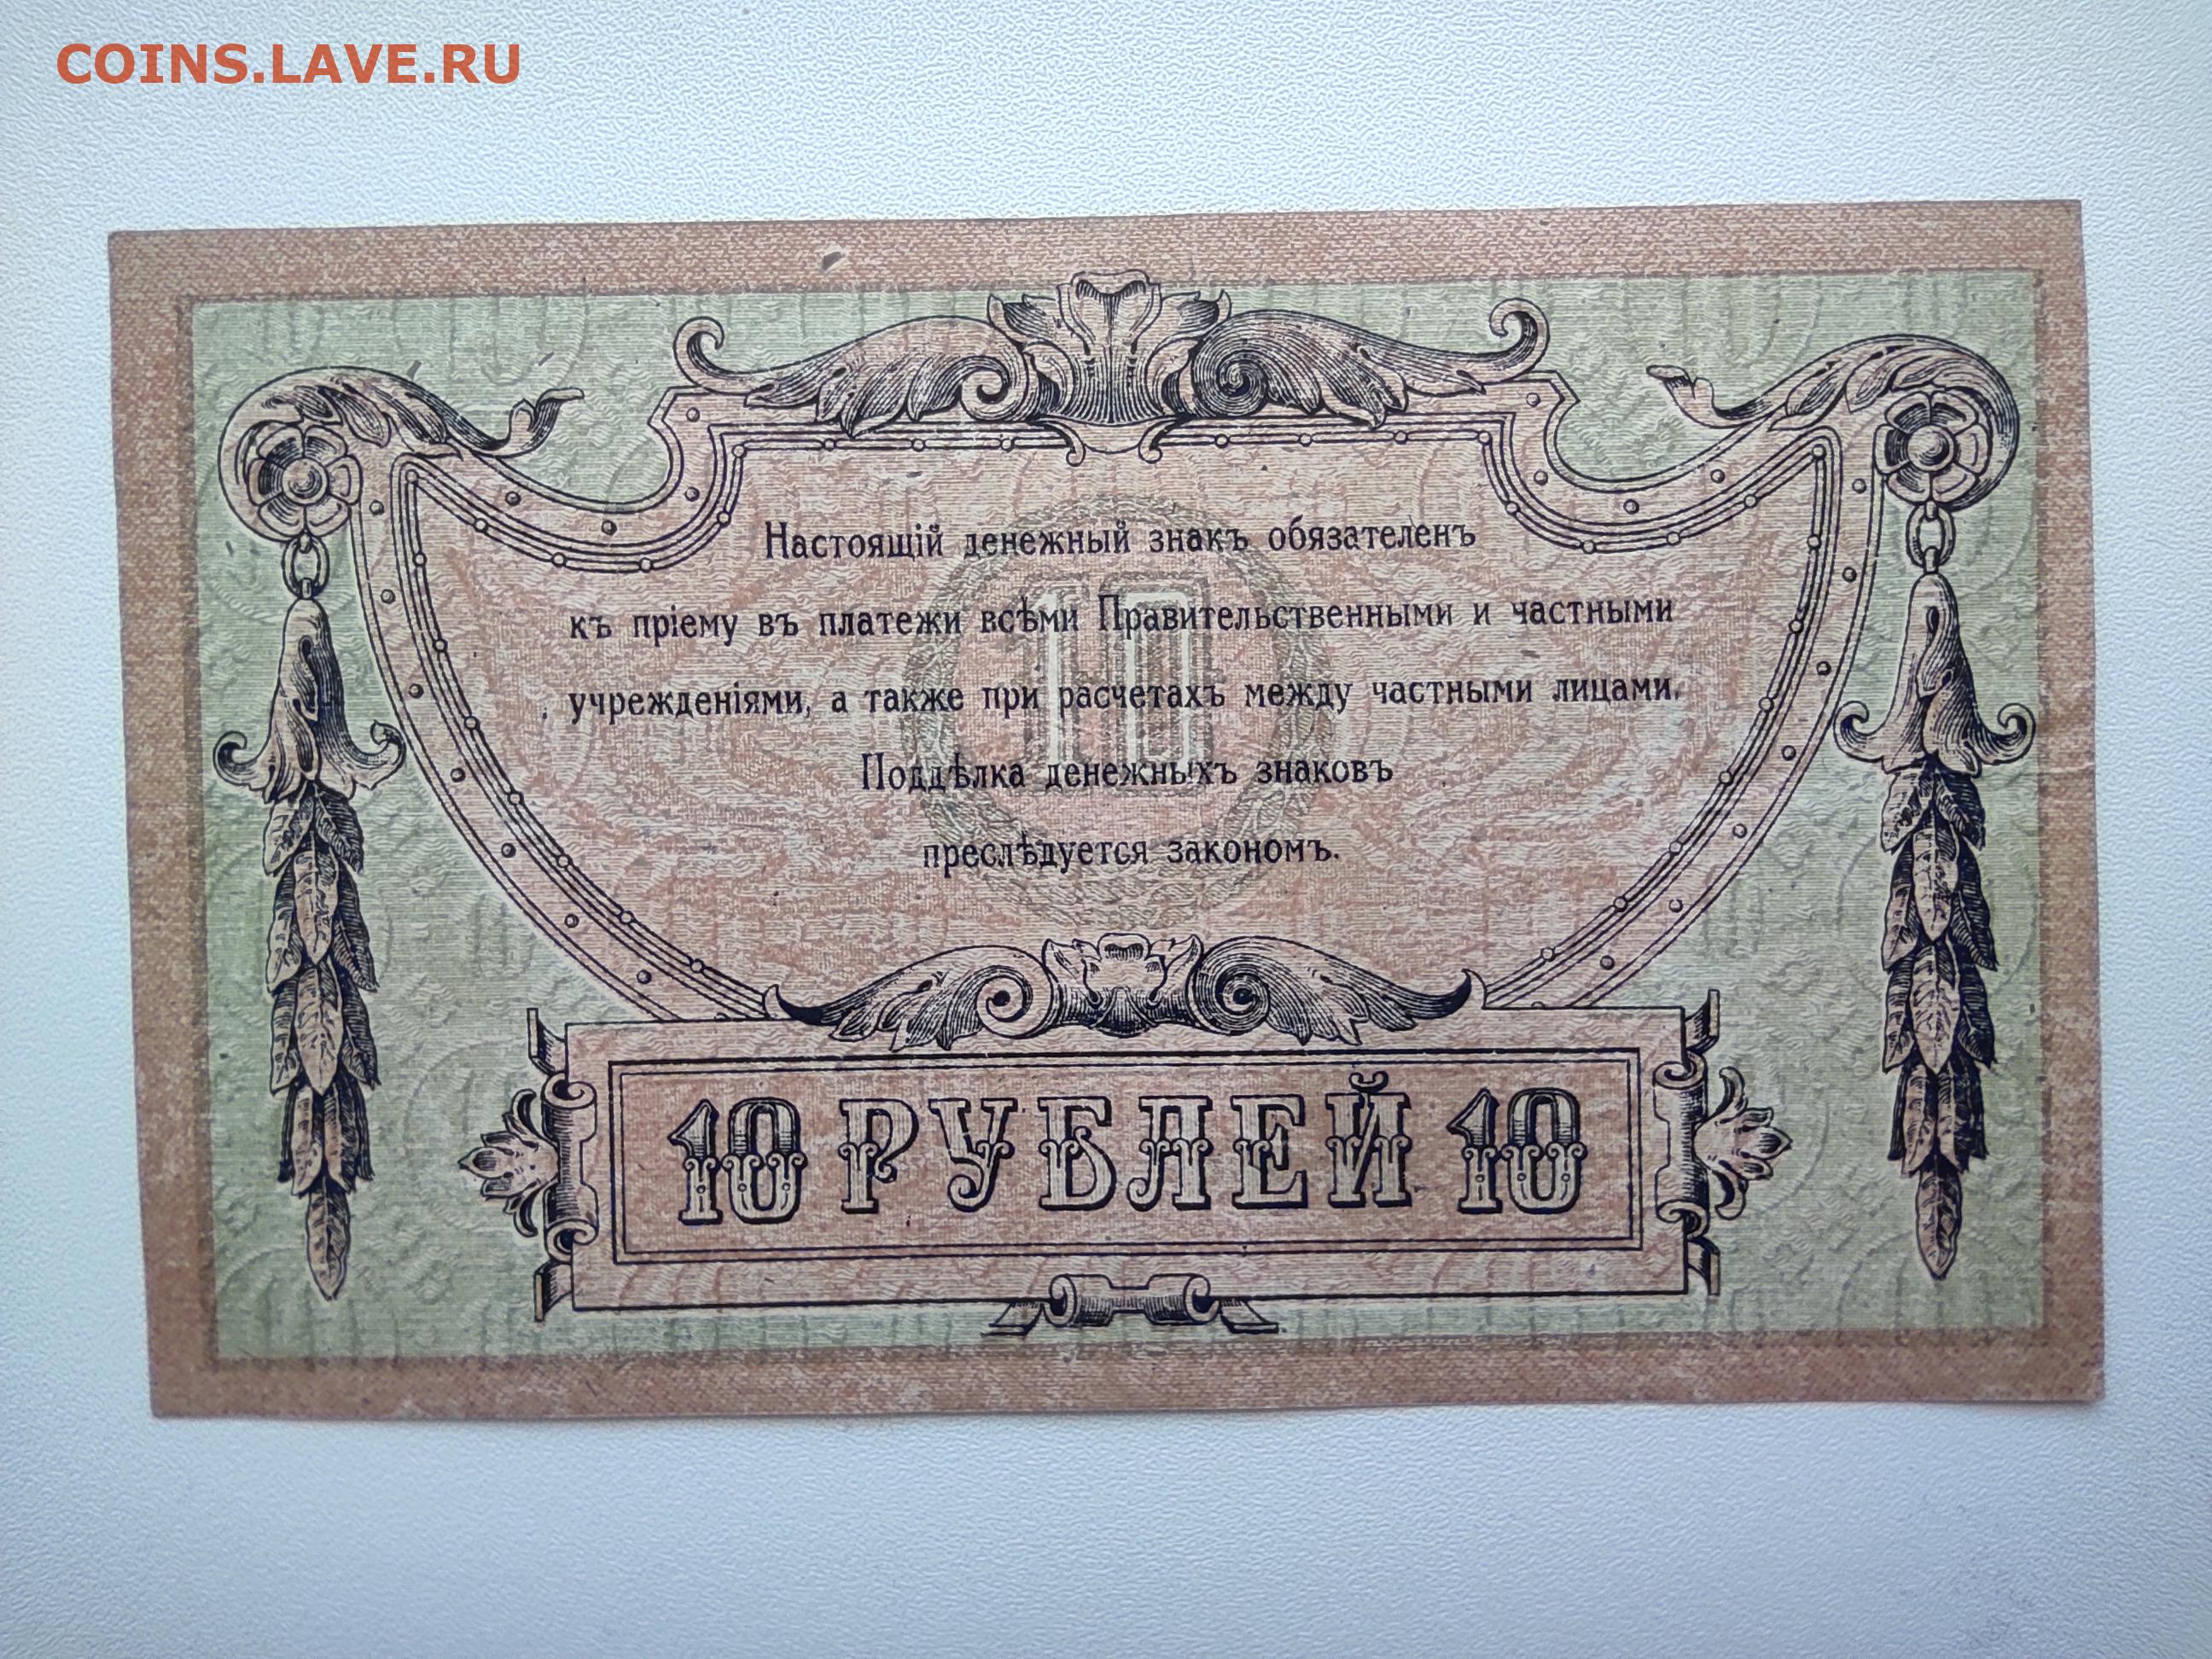 COINS.LAVE.RU
Настоящій денежный знакъ обязателенъ
къ пріему въ платежи всѣми Правительственными и частными
учрежденіями, а также при расчетахъ между частными лицами.
Поддѣлка денежныхъ знаковъ
преслѣдуется закономъ.
10
10 РУБЛЕЙ 10